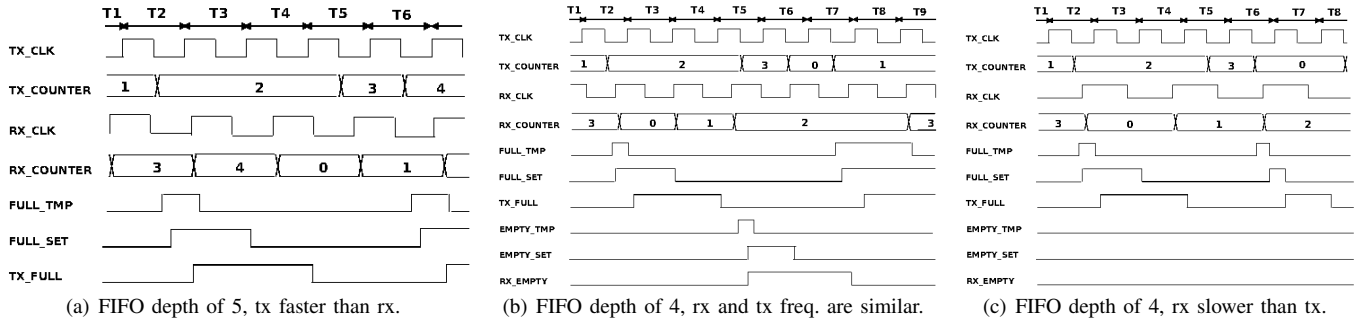 T1 T2 T3 T4 T5 T6
TX_CLK
TX_COUNTER 1 2 3 4
RX_CLK
RX_COUNTER 3 4 0 1
FULL_TMP
FULL_SET
TX_FULL
(a) FIFO depth of 5, tx faster than rx.
T1 T2 T3 T4 T5 T6 T7 T8 T9
TX_CLK
TX_COUNTER 1 2 3 0 1
RX_CLK
RX_COUNTER 3 0 1 2 3
FULL_TMP
FULL_SET
TX_FULL
EMPTY_TMP
EMPTY_SET
RX_EMPTY
(b) FIFO depth of 4, rx and tx freq. are similar.
T1 T2 T3 T4 T5 T6 T7 T8
TX_CLK
TX_COUNTER 1 2 3 0
RX_CLK
RX_COUNTER 3 0 1 2
FULL_TMP
FULL_SET
TX_FULL
EMPTY_TMP
EMPTY_SET
RX_EMPTY
(c) FIFO depth of 4, rx slower than tx.